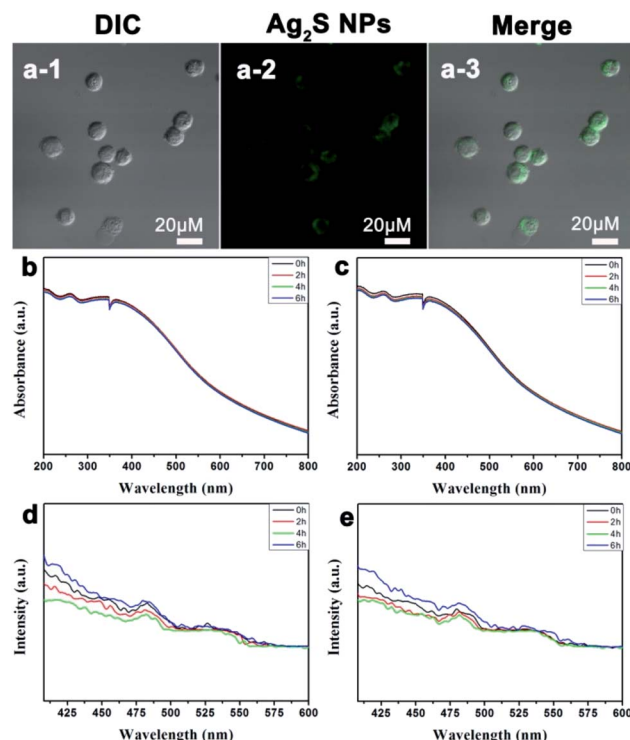 DIC Ag₂S NPs Merge
a-1 a-2 a-3
20μM 20μM 20μM
b c
0h
2h
4h
6h
0h
2h
4h
6h
Absorbance (a.u.)
Absorbance (a.u.)
200 300 400 500 600 700 800
200 300 400 500 600 700 800
Wavelength (nm)
Wavelength (nm)
d e
0h
2h
4h
6h
0h
2h
4h
6h
Intensity (a.u.)
Intensity (a.u.)
425 450 475 500 525 550 575 600
425 450 475 500 525 550 575 600
Wavelength (nm)
Wavelength (nm)